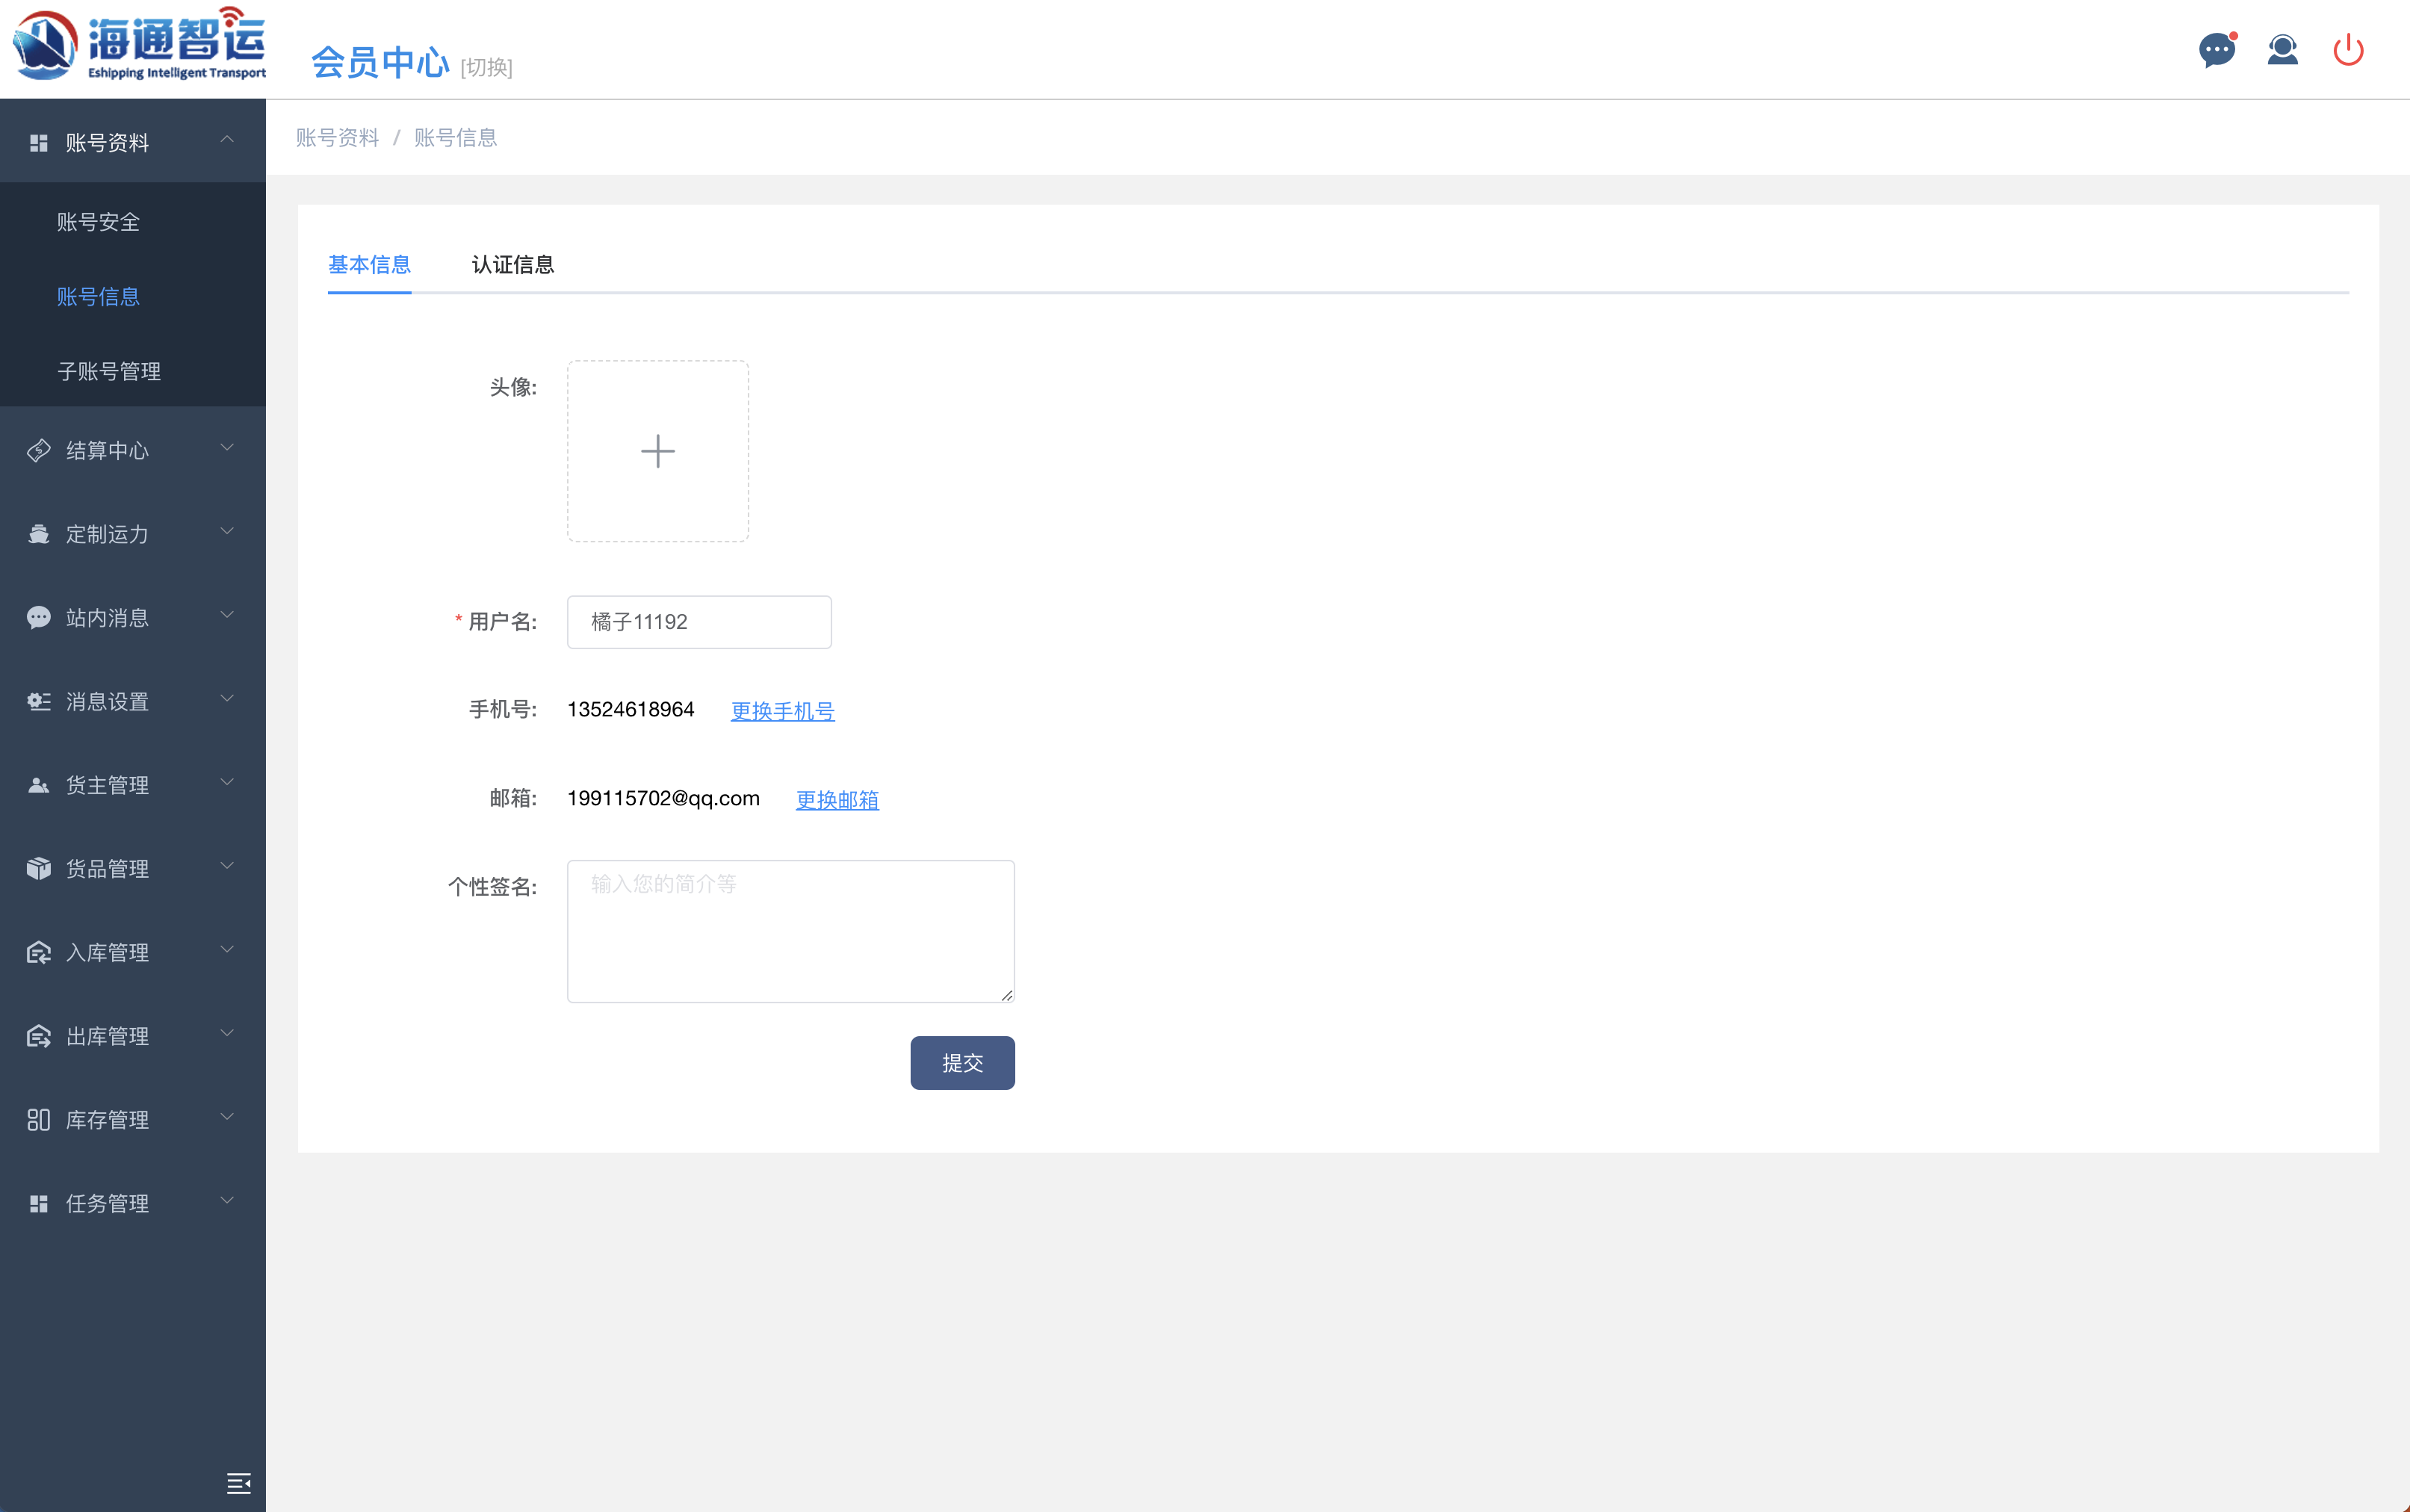 海通智运
Eshipping Intelligent Transport
会员中心 [切换]
账号资料
账号安全
账号信息
子账号管理
结算中心
定制运力
站内消息
消息设置
货主管理
货品管理
入库管理
出库管理
库存管理
任务管理
账号资料 / 账号信息
基本信息 认证信息
头像:
* 用户名: 橘子11192
手机号: 13524618964 更换手机号
邮箱: 199115702@qq.com 更换邮箱
个性签名: 输入您的简介等
提交